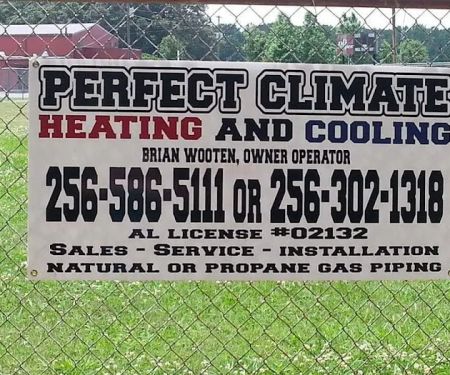 PERFECT CLIMATE
HEATING AND COOLING
BRIAN WOOTEN, OWNER OPERATOR
256-586-5111 OR 256-302-1318
AL LICENSE #02132
SALES - SERVICE - INSTALLATION
NATURAL OR PROPANE GAS PIPING